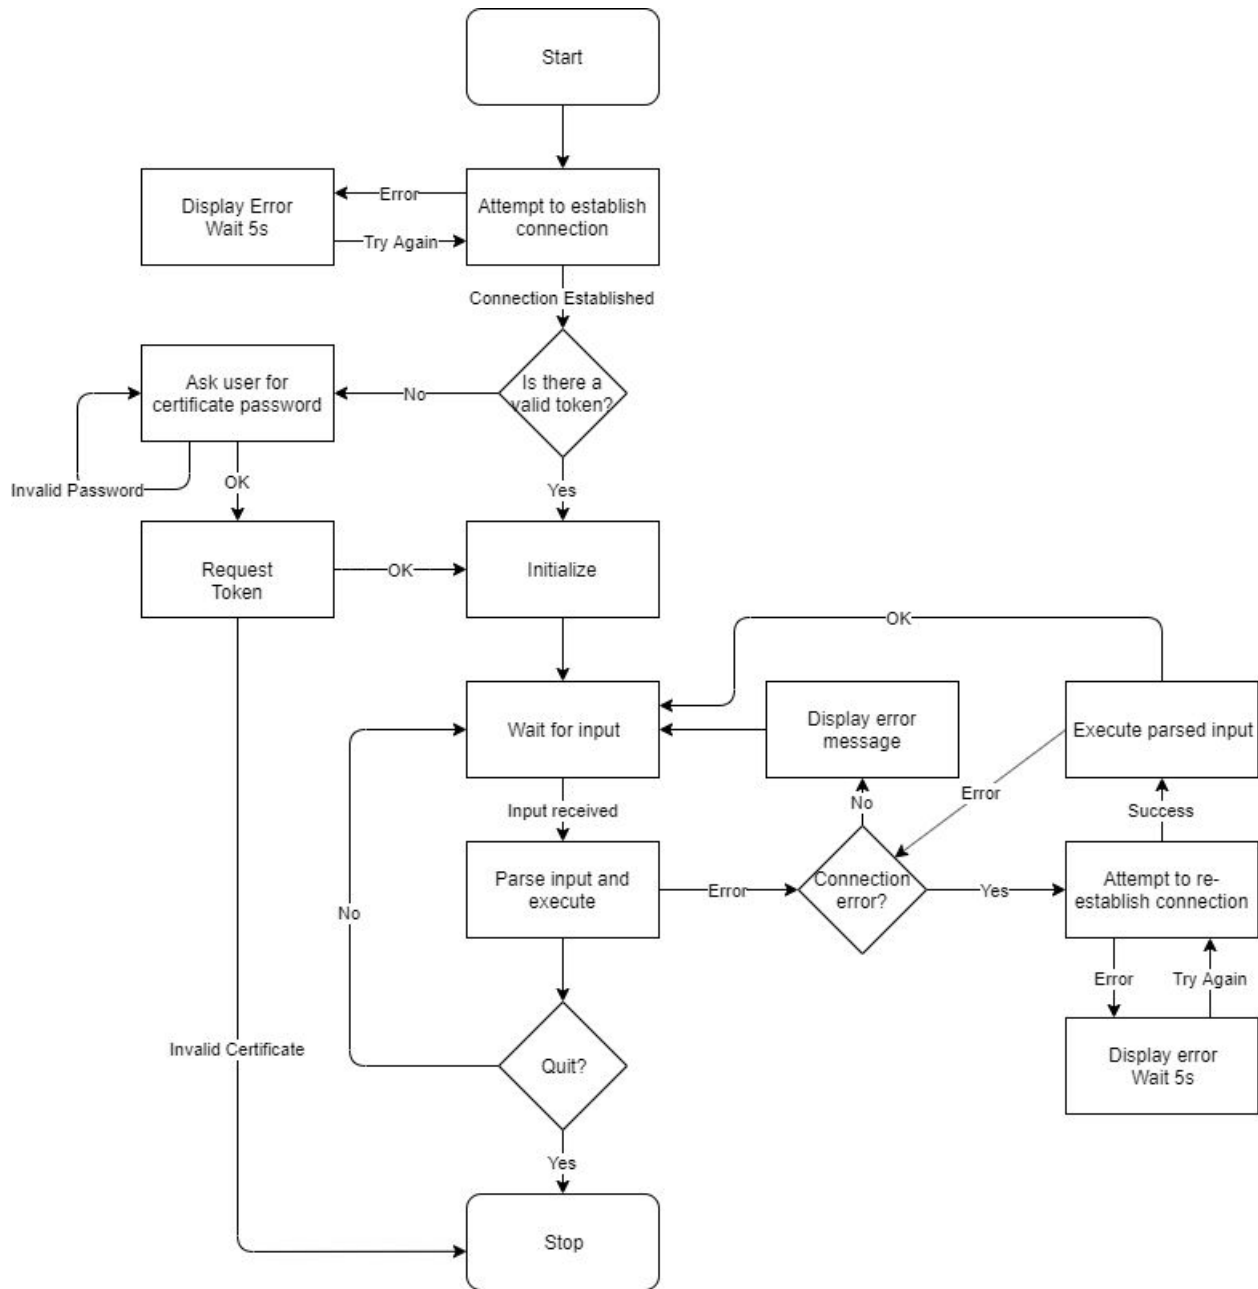 Start
Error
Display Error
Wait 5s
Attempt to establish
connection
Try Again
Connection Established
Ask user for
certificate password
No
Is there a
valid token?
Invalid Password
OK
Yes
Request
Token
OK
Initialize
OK
Wait for input
Display error
message
Execute parsed input
Error
No
Input received
Success
Parse input and
execute
Error
Connection
error?
Yes
Attempt to re-
establish connection
No
Error
Try Again
Invalid Certificate
Quit?
Display error
Wait 5s
Yes
Stop